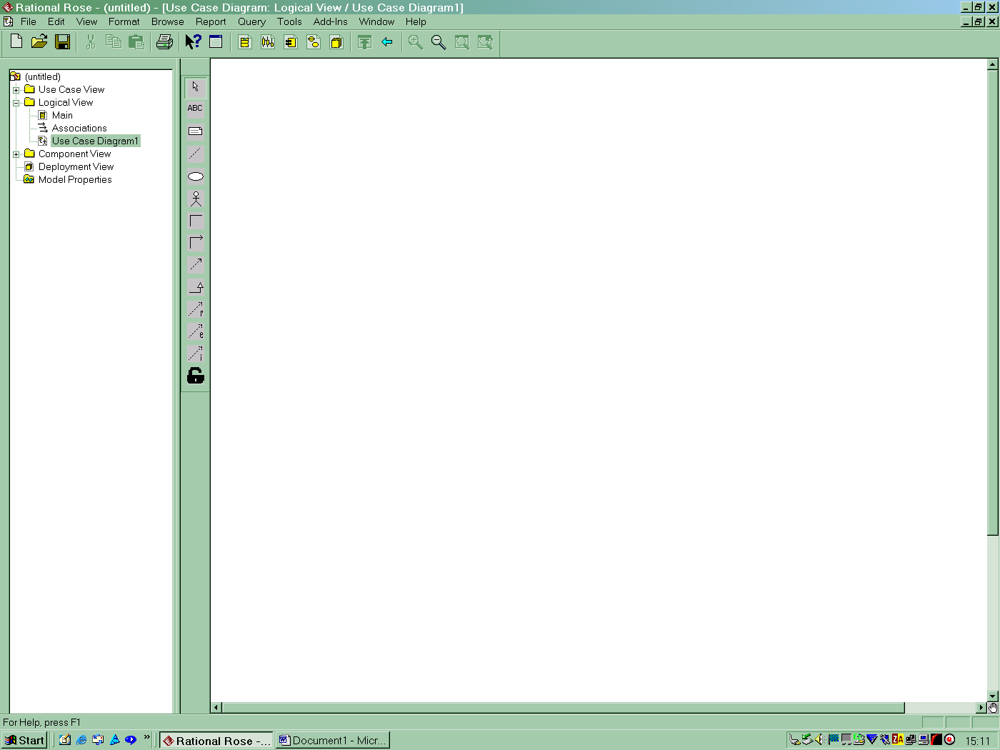 Rational Rose - (untitled) - [Use Case Diagram: Logical View / Use Case Diagram1]
File Edit View Format Browse Report Query Tools Add-Ins Window Help
(untitled)
Use Case View
Logical View
Main
Associations
Use Case Diagram1
Component View
Deployment View
Model Properties
ABC
r
e
i
For Help, press F1
Start » Rational Rose -... Document1 - Micr... ZA 15:11